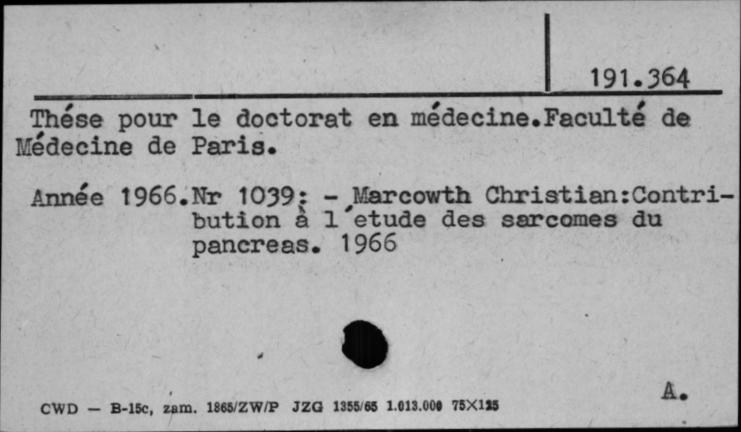 191.364
Thése pour le doctorat en médecine.Faculté de
Médecine de Paris.
Année 1966.Nr 1039: - Marcowth Christian:Contri-
bution à l'etude des sarcomes du
pancreas. 1966
A.
CWD — B-15c, zam. 1865/ZW/P JZG 1355/65 1.013.000 75X125